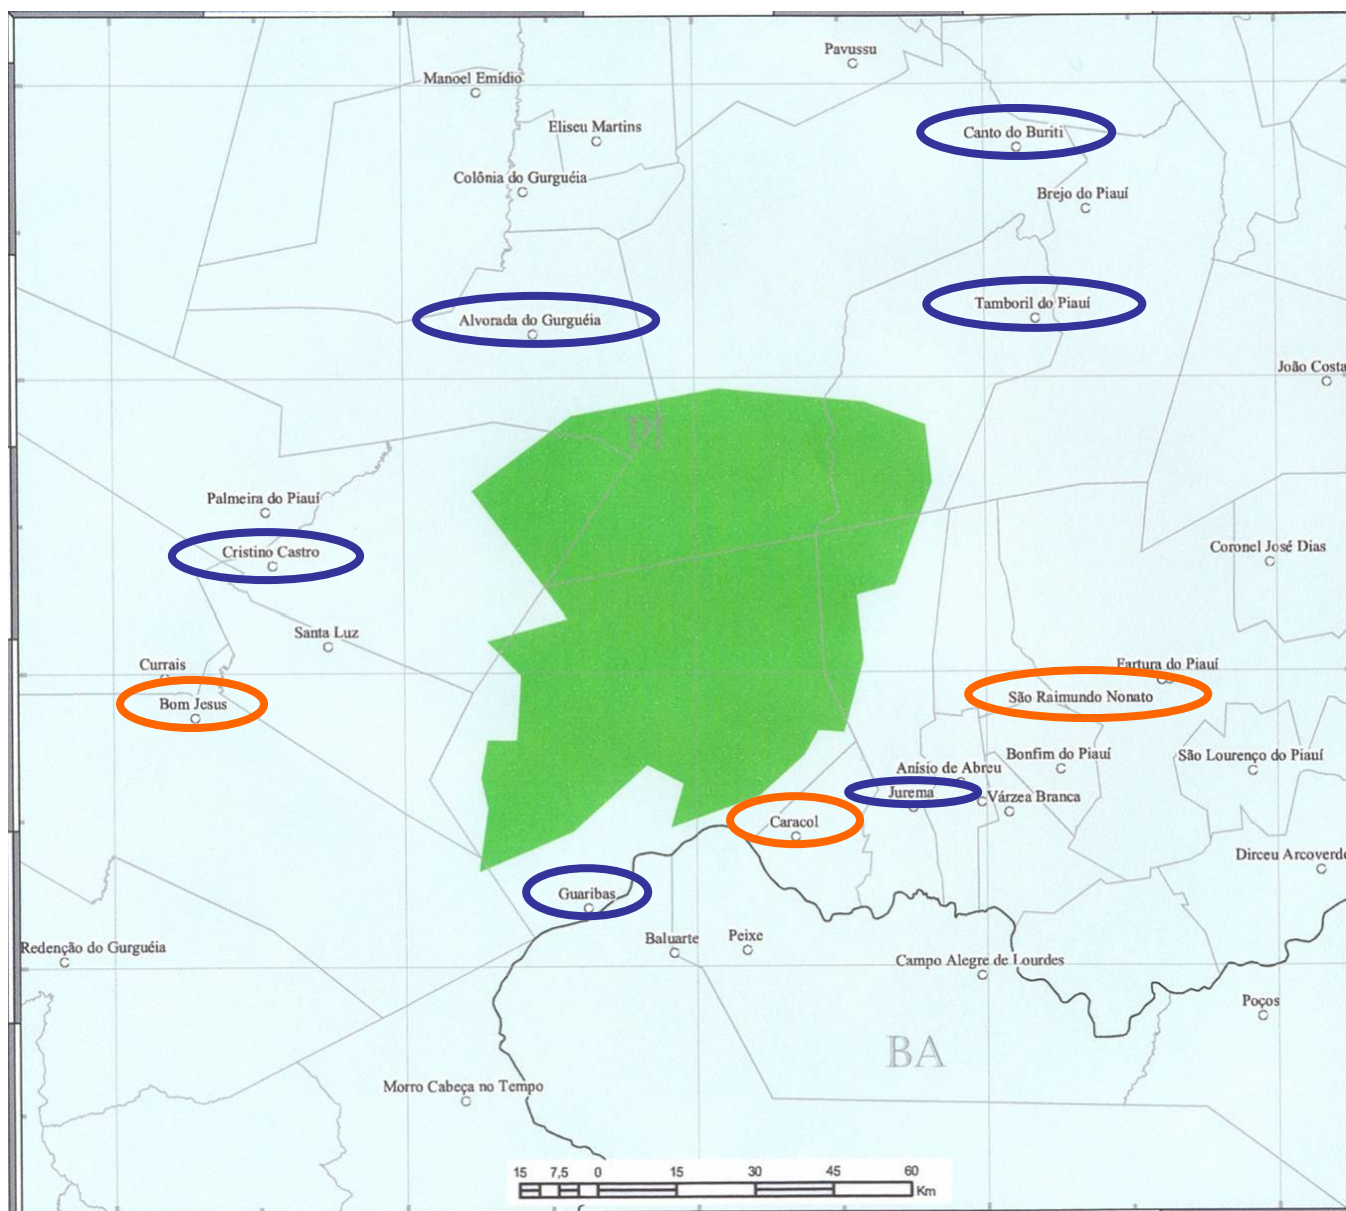 Pavussu
Manoel Emídio
Eliseu Martins
Canto do Buriti
Colônia do Gurguéia
Brejo do Piauí
Tamboril do Piauí
Alvorada do Gurguéia
João Costa
PI
Palmeira do Piauí
Cristino Castro
Coronel José Dias
Santa Luz
Currais
Fartura do Piauí
Bom Jesus
São Raimundo Nonato
Bonfim do Piauí
São Lourenço do Piauí
Anísio de Abreu
Jurema
Várzea Branca
Caracol
Dirceu Arcoverde
Guaribas
Baluarte
Peixe
Redenção do Gurguéia
Campo Alegre de Lourdes
Poços
BA
Morro Cabeça no Tempo
15 7,5 0 15 30 45 60
Km